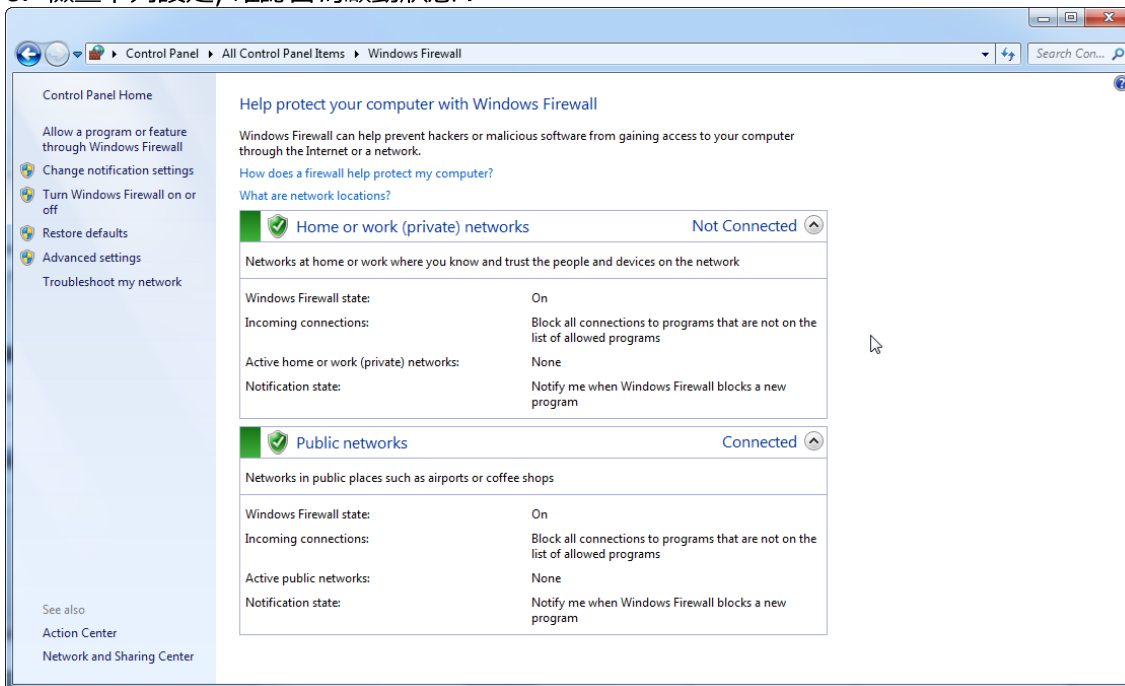 Control Panel ▸ All Control Panel Items ▸ Windows Firewall
Search Con...
Control Panel Home
Allow a program or feature
through Windows Firewall
Change notification settings
Turn Windows Firewall on or
off
Restore defaults
Advanced settings
Troubleshoot my network
See also
Action Center
Network and Sharing Center
Help protect your computer with Windows Firewall
Windows Firewall can help prevent hackers or malicious software from gaining access to your computer
through the Internet or a network.
How does a firewall help protect my computer?
What are network locations?
Home or work (private) networks Not Connected
Networks at home or work where you know and trust the people and devices on the network
Windows Firewall state: On
Incoming connections: Block all connections to programs that are not on the
list of allowed programs
Active home or work (private) networks: None
Notification state: Notify me when Windows Firewall blocks a new
program
Public networks Connected
Networks in public places such as airports or coffee shops
Windows Firewall state: On
Incoming connections: Block all connections to programs that are not on the
list of allowed programs
Active public networks: None
Notification state: Notify me when Windows Firewall blocks a new
program